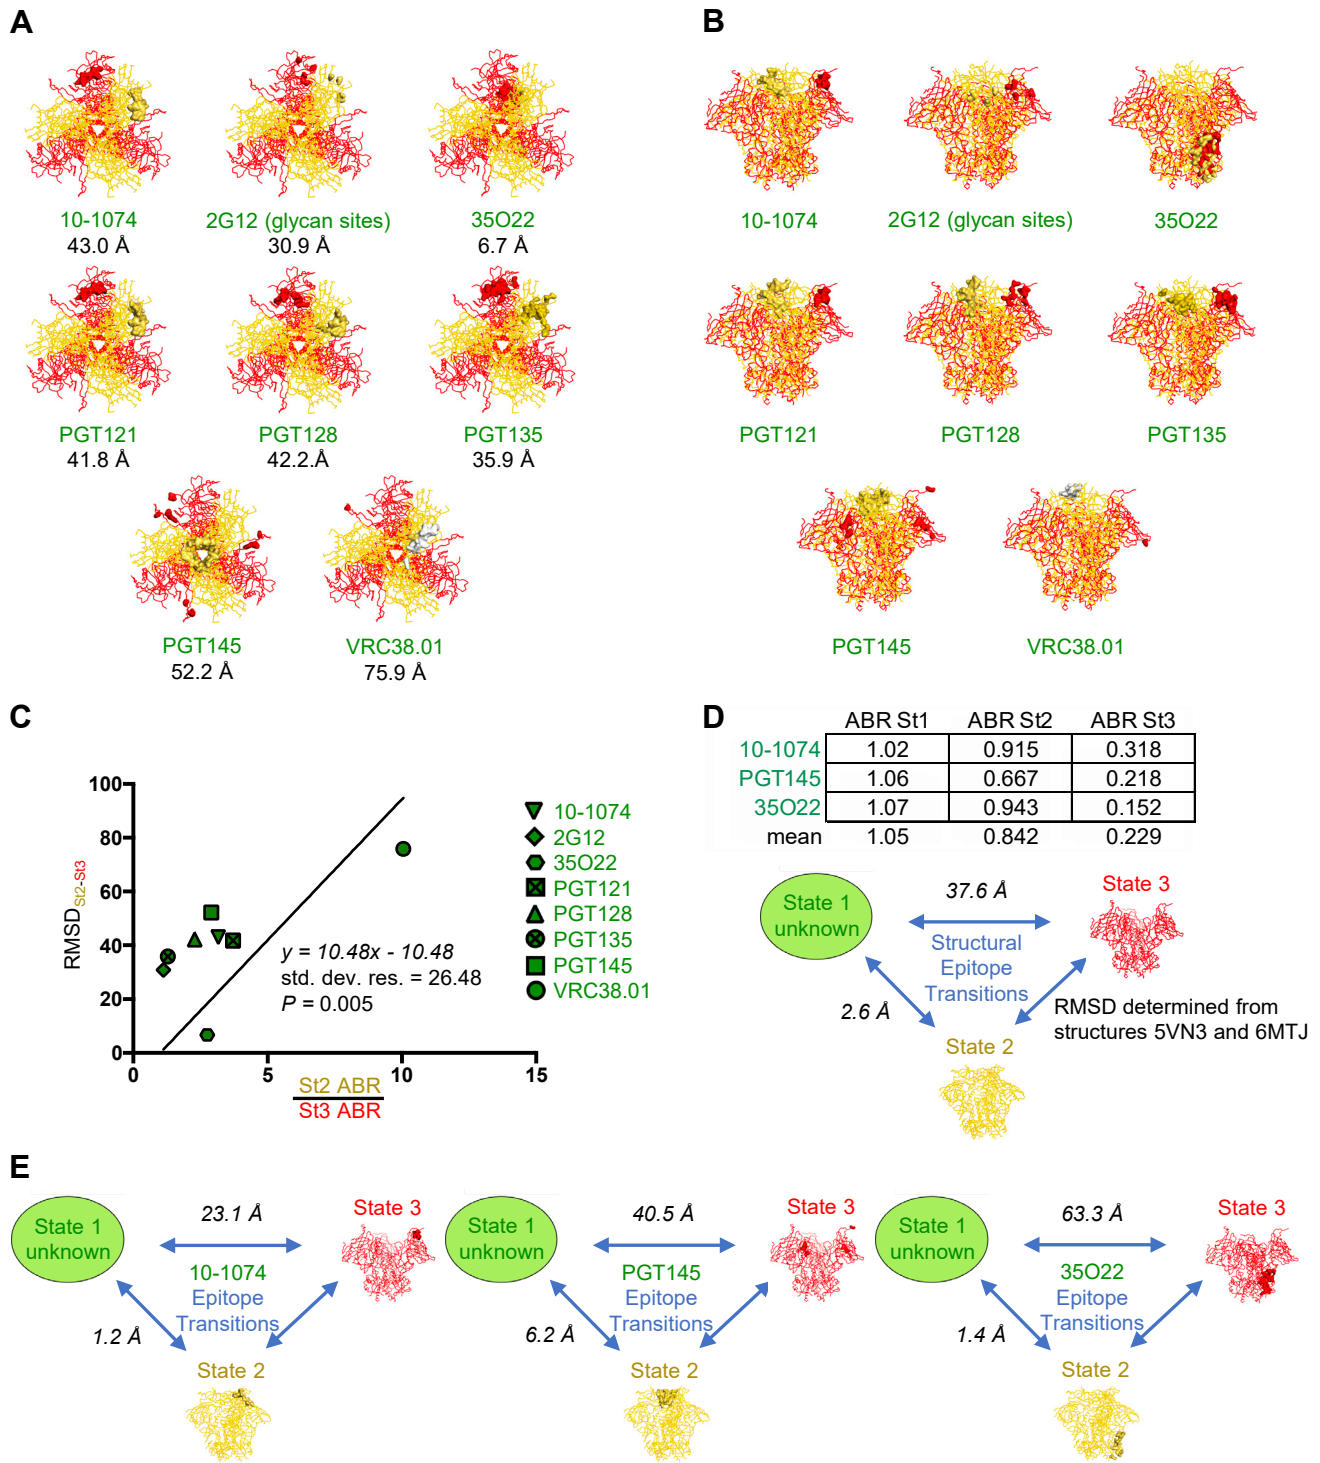 A
B
10-1074
43.0 Å
2G12 (glycan sites)
30.9 Å
35O22
6.7 Å
10-1074
2G12 (glycan sites)
35O22
PGT121
41.8 Å
PGT128
42.2.Å
PGT135
35.9 Å
PGT121
PGT128
PGT135
PGT145
52.2 Å
VRC38.01
75.9 Å
PGT145
VRC38.01
C
RMSD St2-St3
100
80
60
40
20
0
0
5
10
15
y = 10.48x - 10.48
std. dev. res. = 26.48
P = 0.005
St2 ABR
St3 ABR
10-1074
2G12
35O22
PGT121
PGT128
PGT135
PGT145
VRC38.01
D
ABR St1 ABR St2 ABR St3
10-1074 1.02 0.915 0.318
PGT145 1.06 0.667 0.218
35O22 1.07 0.943 0.152
mean 1.05 0.842 0.229
State 1
unknown
37.6 Å
State 3
Structural
Epitope
Transitions
2.6 Å
RMSD determined from
structures 5VN3 and 6MTJ
State 2
E
State 1
unknown
23.1 Å
State 3
10-1074
Epitope
Transitions
1.2 Å
State 2
State 1
unknown
40.5 Å
State 3
PGT145
Epitope
Transitions
6.2 Å
State 2
State 1
unknown
63.3 Å
State 3
35O22
Epitope
Transitions
1.4 Å
State 2